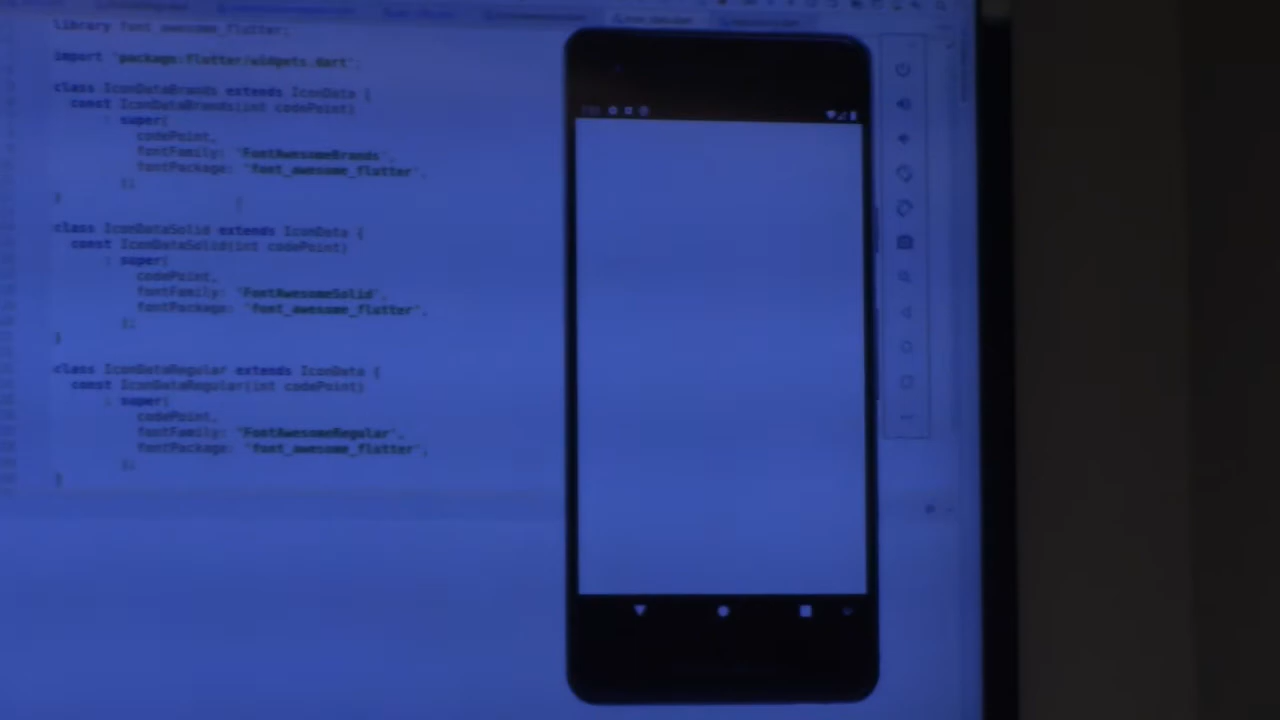 library font_awesome_flutter;
import 'package:flutter/widgets.dart';
class IconDataBrands extends IconData {
const IconDataBrands(int codePoint)
: super(
codePoint,
fontFamily: 'FontAwesomeBrands',
fontPackage: 'font_awesome_flutter',
);
}
class IconDataSolid extends IconData {
const IconDataSolid(int codePoint)
: super(
codePoint,
fontFamily: 'FontAwesomeSolid',
fontPackage: 'font_awesome_flutter',
);
}
class IconDataRegular extends IconData {
const IconDataRegular(int codePoint)
: super(
codePoint,
fontFamily: 'FontAwesomeRegular',
fontPackage: 'font_awesome_flutter',
);
}